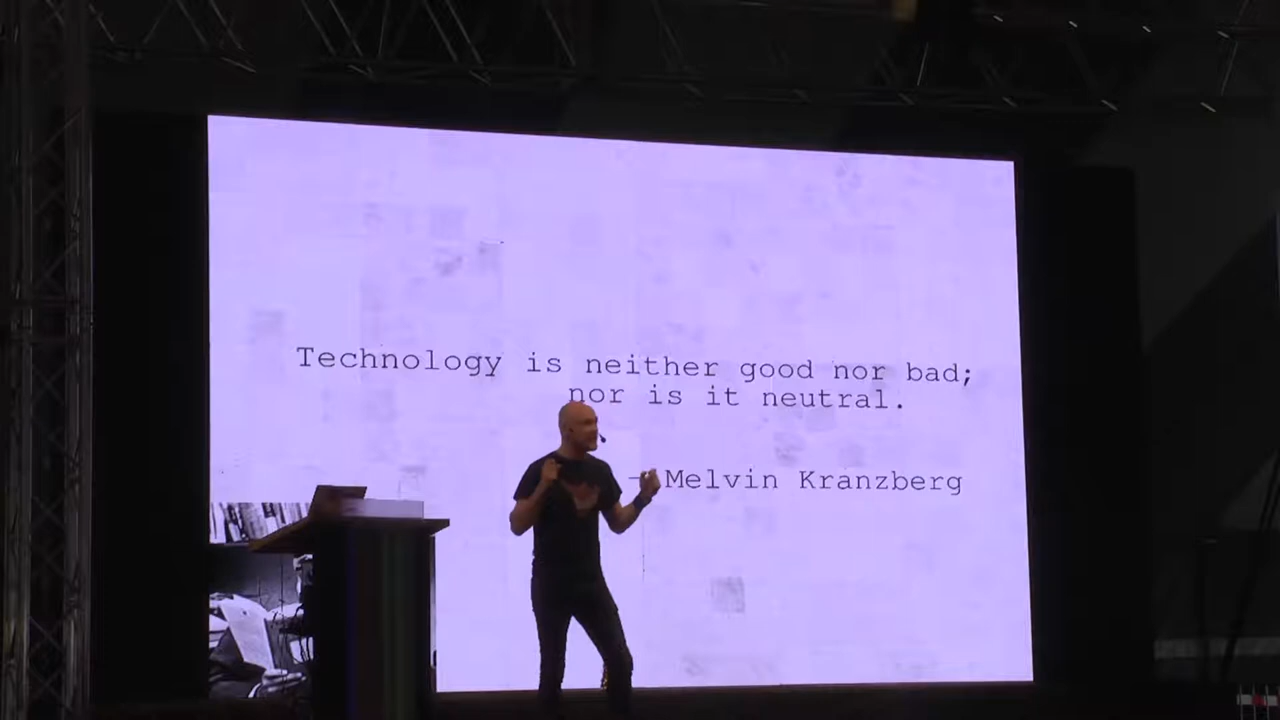 Technology is neither good nor bad;
nor is it neutral.
— Melvin Kranzberg